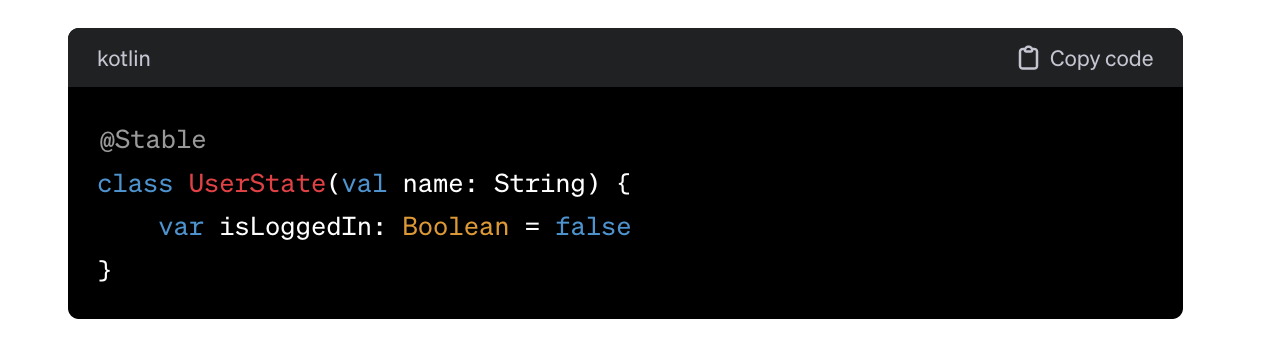 kotlin Copy code
@Stable
class UserState(val name: String) {
    var isLoggedIn: Boolean = false
}